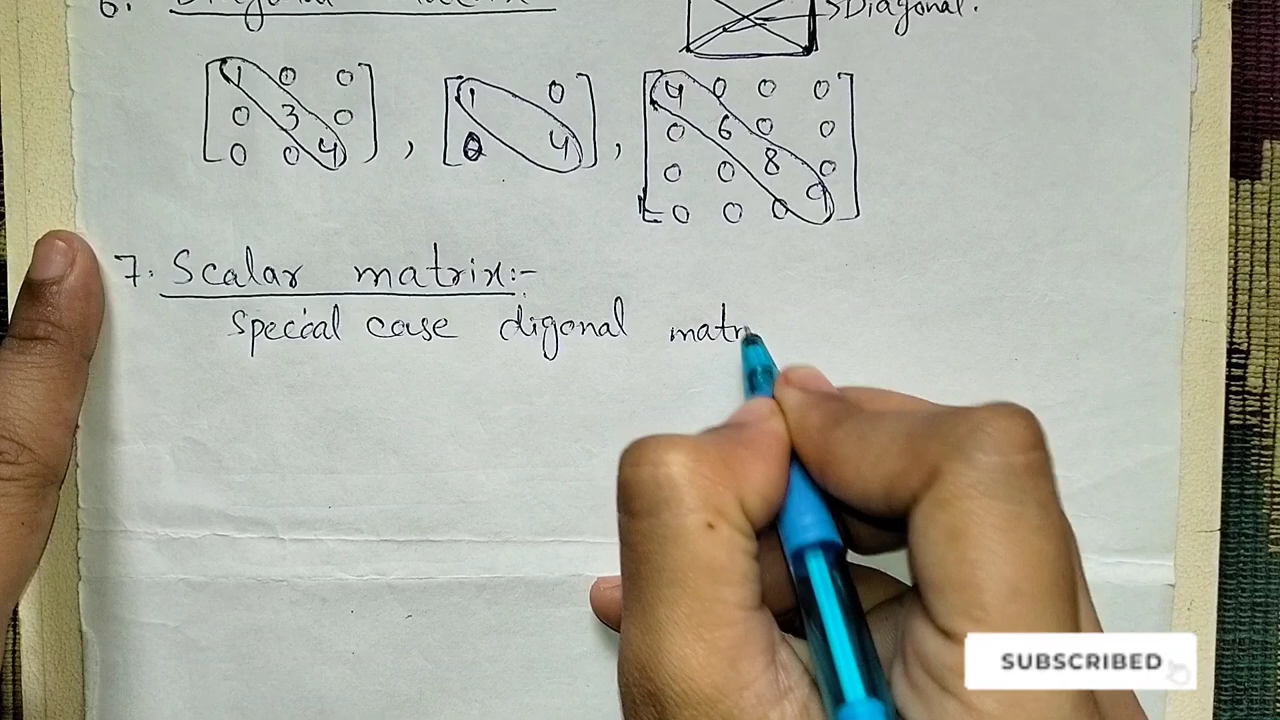 6.
>Diagonal.
1 0 0
0 3 0
0 0 4 ,
1 0
0 4 ,
4 0 0 0
0 6 0 0
0 0 8 0
0 0 0 9
7. Scalar matrix:-
special case digonal matr
SUBSCRIBED